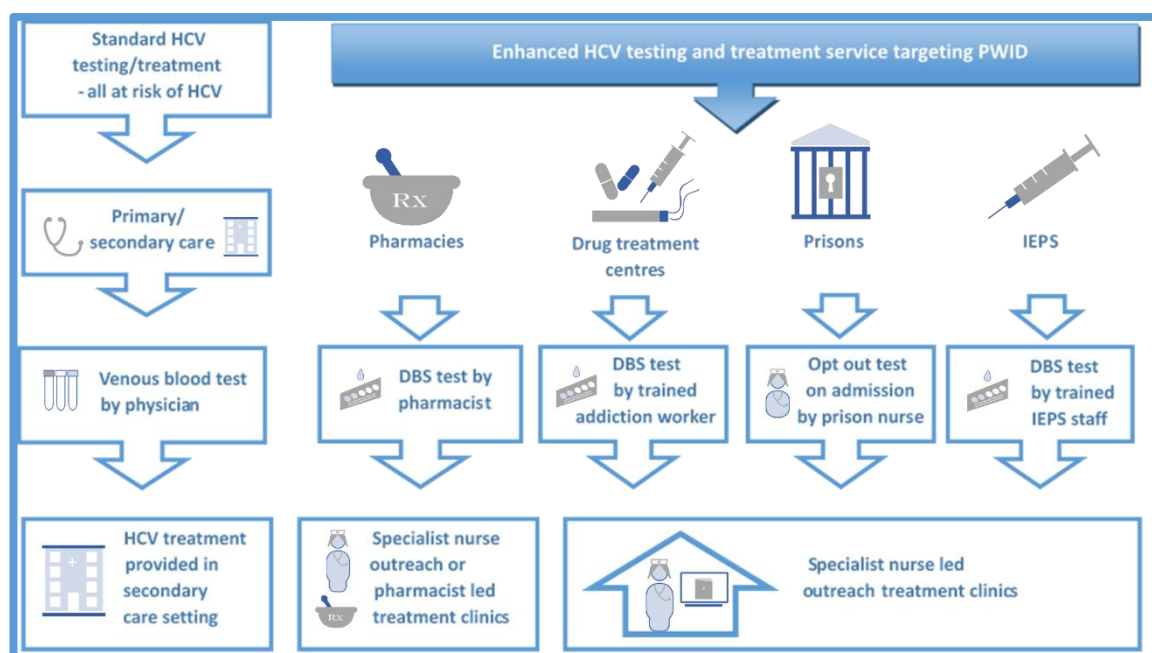 Standard HCV
testing/treatment
- all at risk of HCV
Primary/
secondary care
Venous blood test
by physician
HCV treatment
provided in
secondary
care setting
Enhanced HCV testing and treatment service targeting PWID
Rx
Pharmacies
Drug treatment
centres
Prisons
IEPS
DBS test by
pharmacist
DBS test
by trained
addiction worker
Opt out test
on admission
by prison nurse
DBS test
by trained
IEPS staff
Specialist nurse
outreach or
pharmacist led
treatment clinics
Rx
Specialist nurse led
outreach treatment clinics